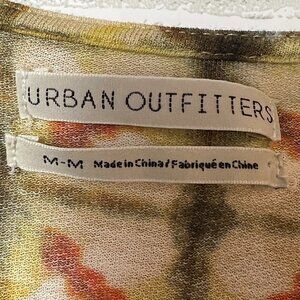 URBAN OUTFITTERS
M-M Made in China / Fabriqué en Chine